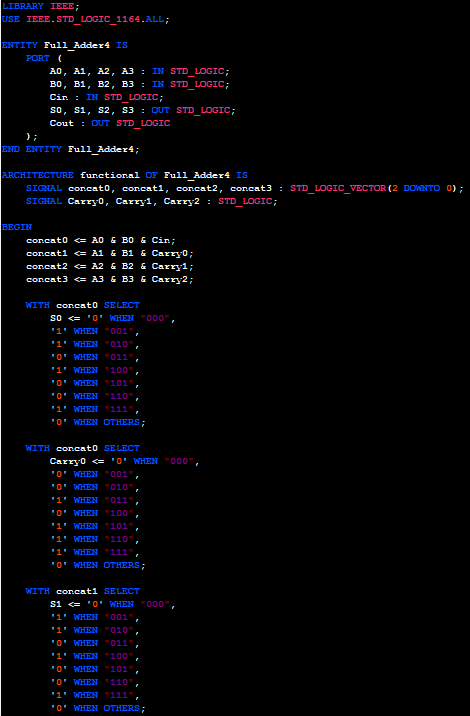 LIBRARY IEEE;
USE IEEE.STD_LOGIC_1164.ALL;
ENTITY Full_Adder4 IS
PORT (
A0, A1, A2, A3 : IN STD_LOGIC;
B0, B1, B2, B3 : IN STD_LOGIC;
Cin : IN STD_LOGIC;
S0, S1, S2, S3 : OUT STD_LOGIC;
Cout : OUT STD_LOGIC
);
END ENTITY Full_Adder4;
ARCHITECTURE functional OF Full_Adder4 IS
SIGNAL concat0, concat1, concat2, concat3 : STD_LOGIC_VECTOR(2 DOWNTO 0);
SIGNAL Carry0, Carry1, Carry2 : STD_LOGIC;
BEGIN
concat0 <= A0 & B0 & Cin;
concat1 <= A1 & B1 & Carry0;
concat2 <= A2 & B2 & Carry1;
concat3 <= A3 & B3 & Carry2;
WITH concat0 SELECT
S0 <= '0' WHEN "000",
'1' WHEN "001",
'1' WHEN "010",
'0' WHEN "011",
'1' WHEN "100",
'0' WHEN "101",
'0' WHEN "110",
'1' WHEN "111",
'0' WHEN OTHERS;
WITH concat0 SELECT
Carry0 <= '0' WHEN "000",
'0' WHEN "001",
'0' WHEN "010",
'1' WHEN "011",
'0' WHEN "100",
'1' WHEN "101",
'1' WHEN "110",
'1' WHEN "111",
'0' WHEN OTHERS;
WITH concat1 SELECT
S1 <= '0' WHEN "000",
'1' WHEN "001",
'1' WHEN "010",
'0' WHEN "011",
'1' WHEN "100",
'0' WHEN "101",
'0' WHEN "110",
'1' WHEN "111",
'0' WHEN OTHERS;